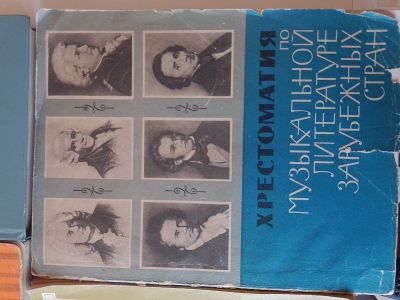 ХРЕСТОМАТИЯ
ПО
МУЗЫКАЛЬНОЙ
ЛИТЕРАТУРЕ
ЗАРУБЕЖНЫХ
СТРАН